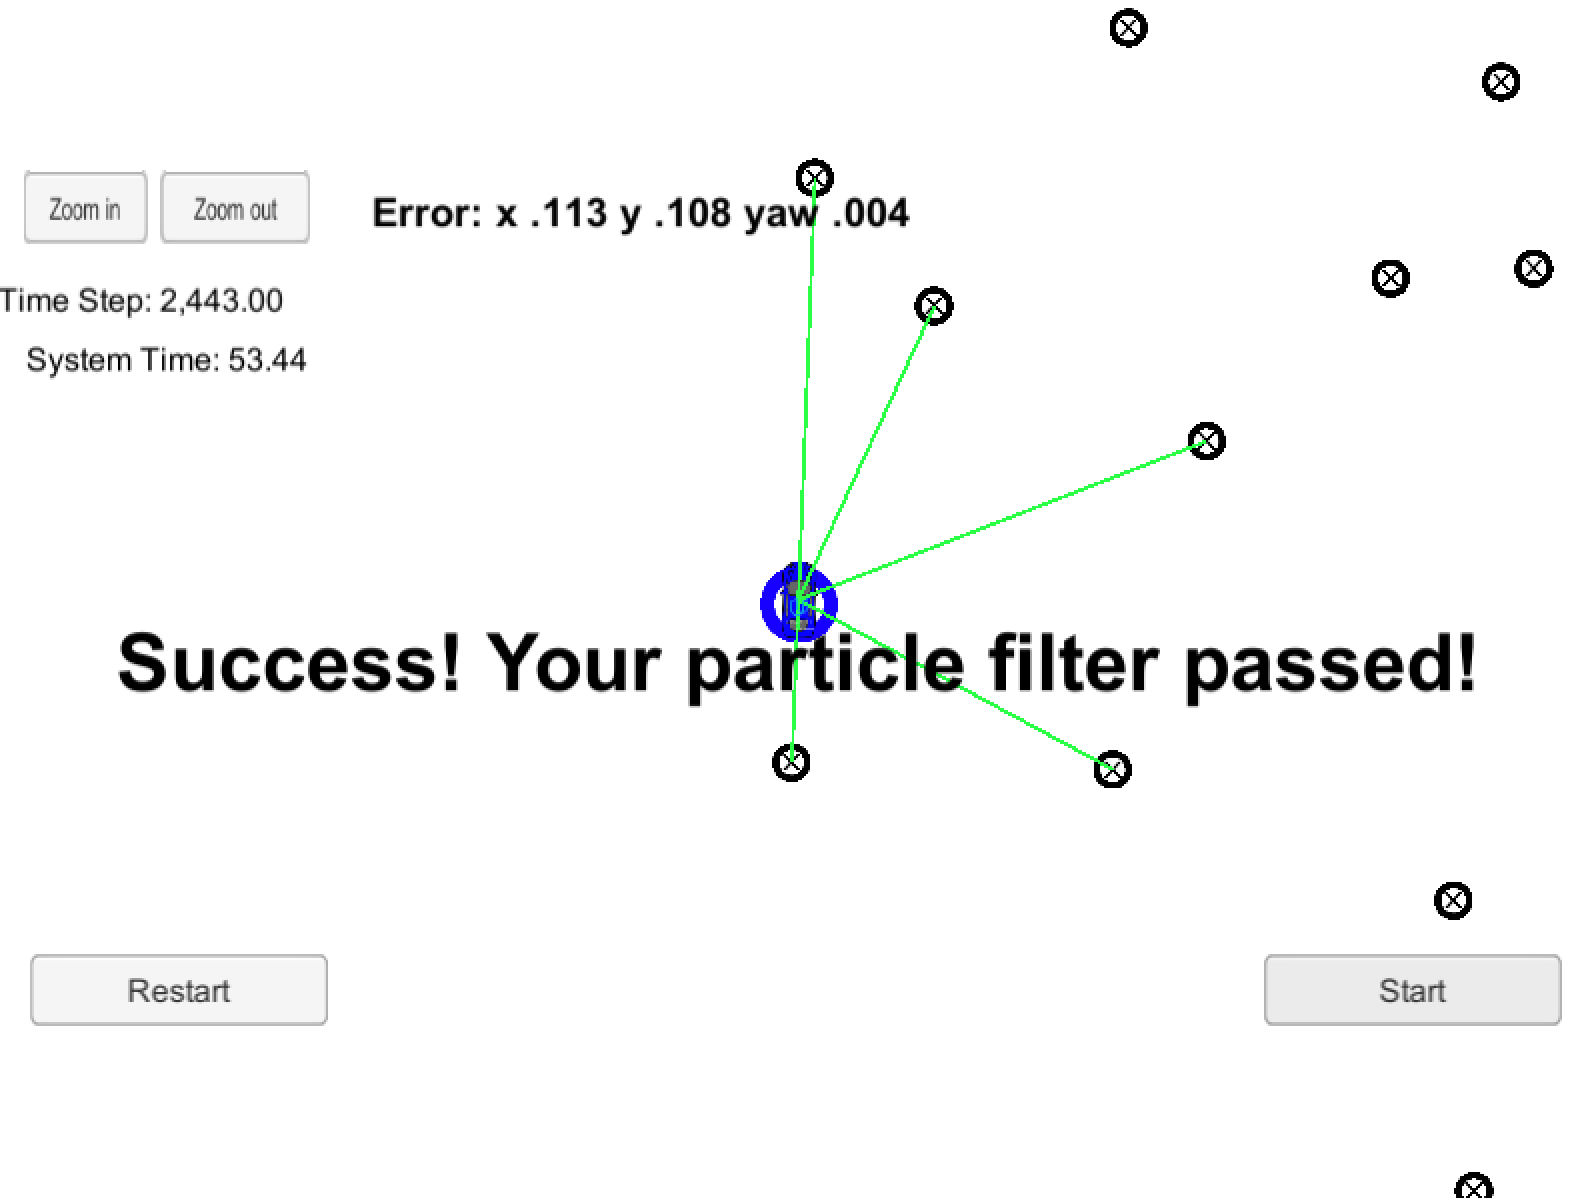 Zoom in
Zoom out
Error: x .113 y .108 yaw .004
Time Step: 2,443.00
System Time: 53.44
Success! Your particle filter passed!
Restart
Start